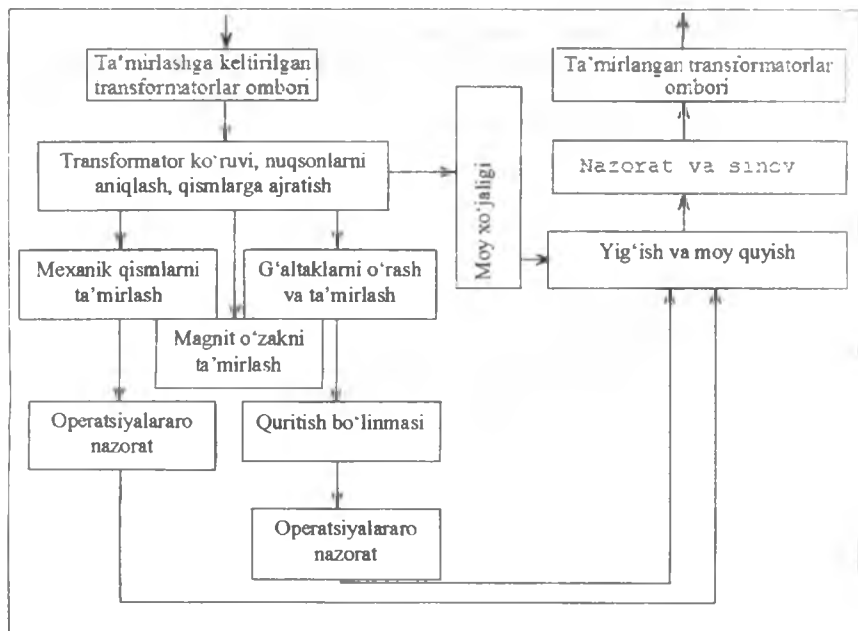 Ta'mirlashga keltirilgan
transformatorlar ombori
Transformator ko‘ruvi, nuqsonlarni
aniqlash, qismlarga ajratish
Mexanik qismlarni
ta’mirlash
G‘altaklarni o‘rash
va ta’mirlash
Magnit o‘zakni
ta’mirlash
Operatsiyalararo
nazorat
Quritish bo‘linmasi
Operatsiyalararo
nazorat
Moy xo‘jaligi
Ta’mirlangan transformatorlar
ombori
Nazorat va sinov
Yig‘ish va moy quyish